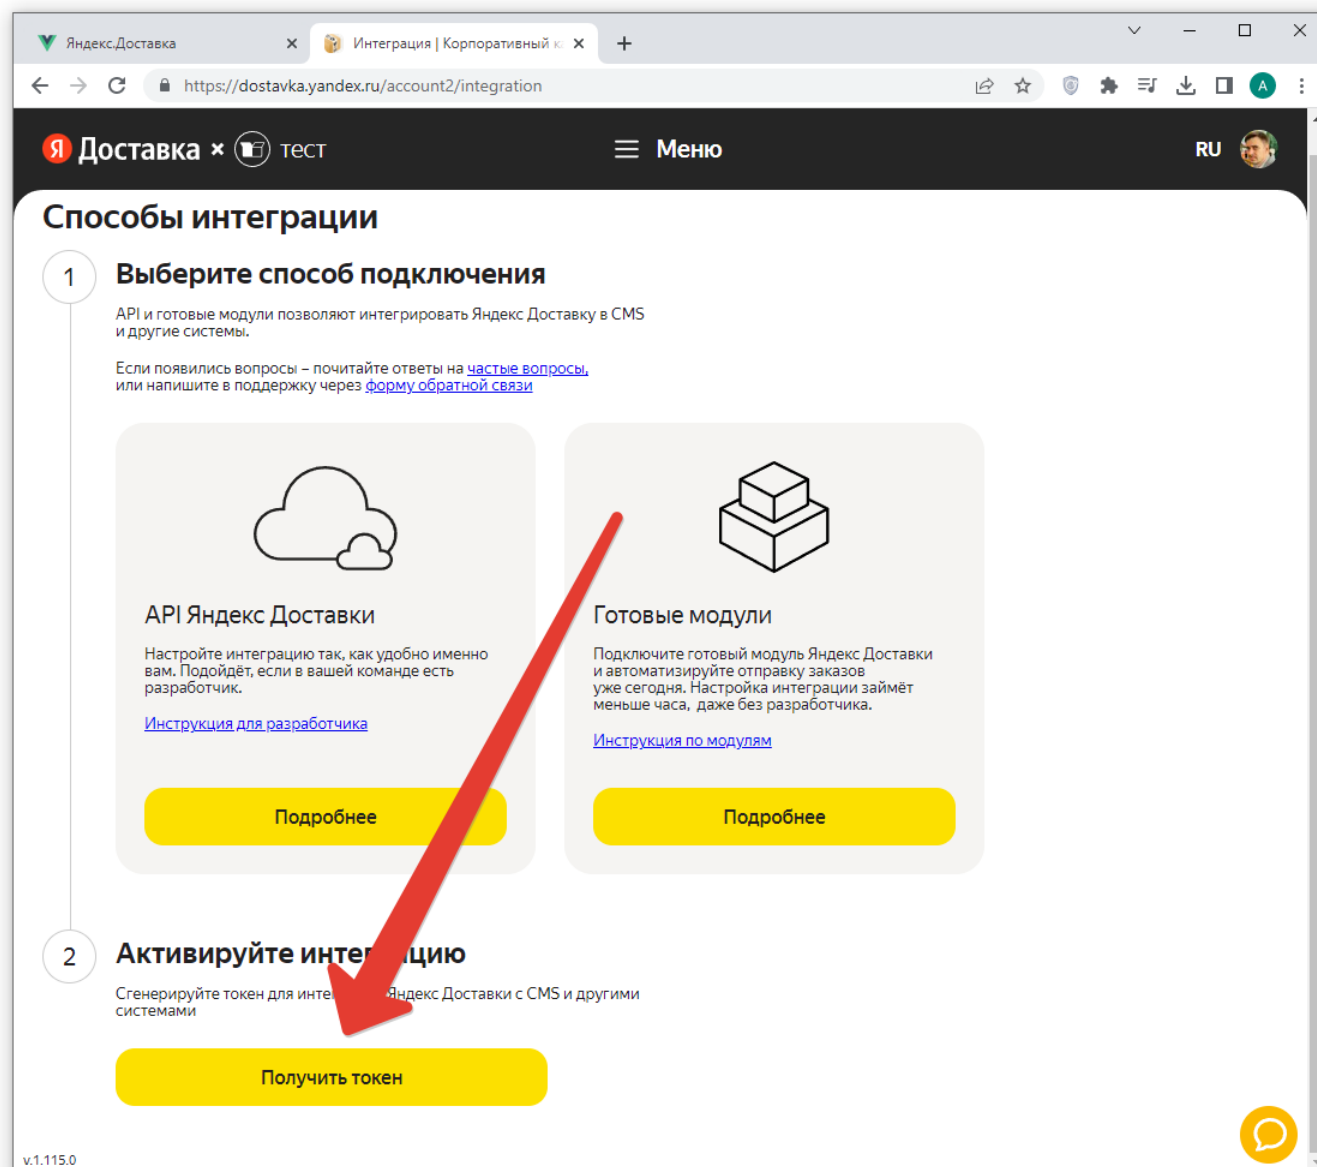 Яндекс.Доставка
Интеграция | Корпоративный
https://dostavka.yandex.ru/account2/integration
A
Я Доставка × тест
Меню
RU
Способы интеграции
1
Выберите способ подключения
API и готовые модули позволяют интегрировать Яндекс Доставку в CMS
и другие системы.
Если появились вопросы – почитайте ответы на частые вопросы,
или напишите в поддержку через форму обратной связи
API Яндекс Доставки
Настройте интеграцию так, как удобно именно
вам. Подойдёт, если в вашей команде есть
разработчик.
Инструкция для разработчика
Подробнее
Готовые модули
Подключите готовый модуль Яндекс Доставки
и автоматизируйте отправку заказов
уже сегодня. Настройка интеграции займёт
меньше часа, даже без разработчика.
Инструкция по модулям
Подробнее
2
Активируйте интеграцию
Сгенерируйте токен для Яндекс Доставки с CMS и другими
системами
Получить токен
v.1.115.0